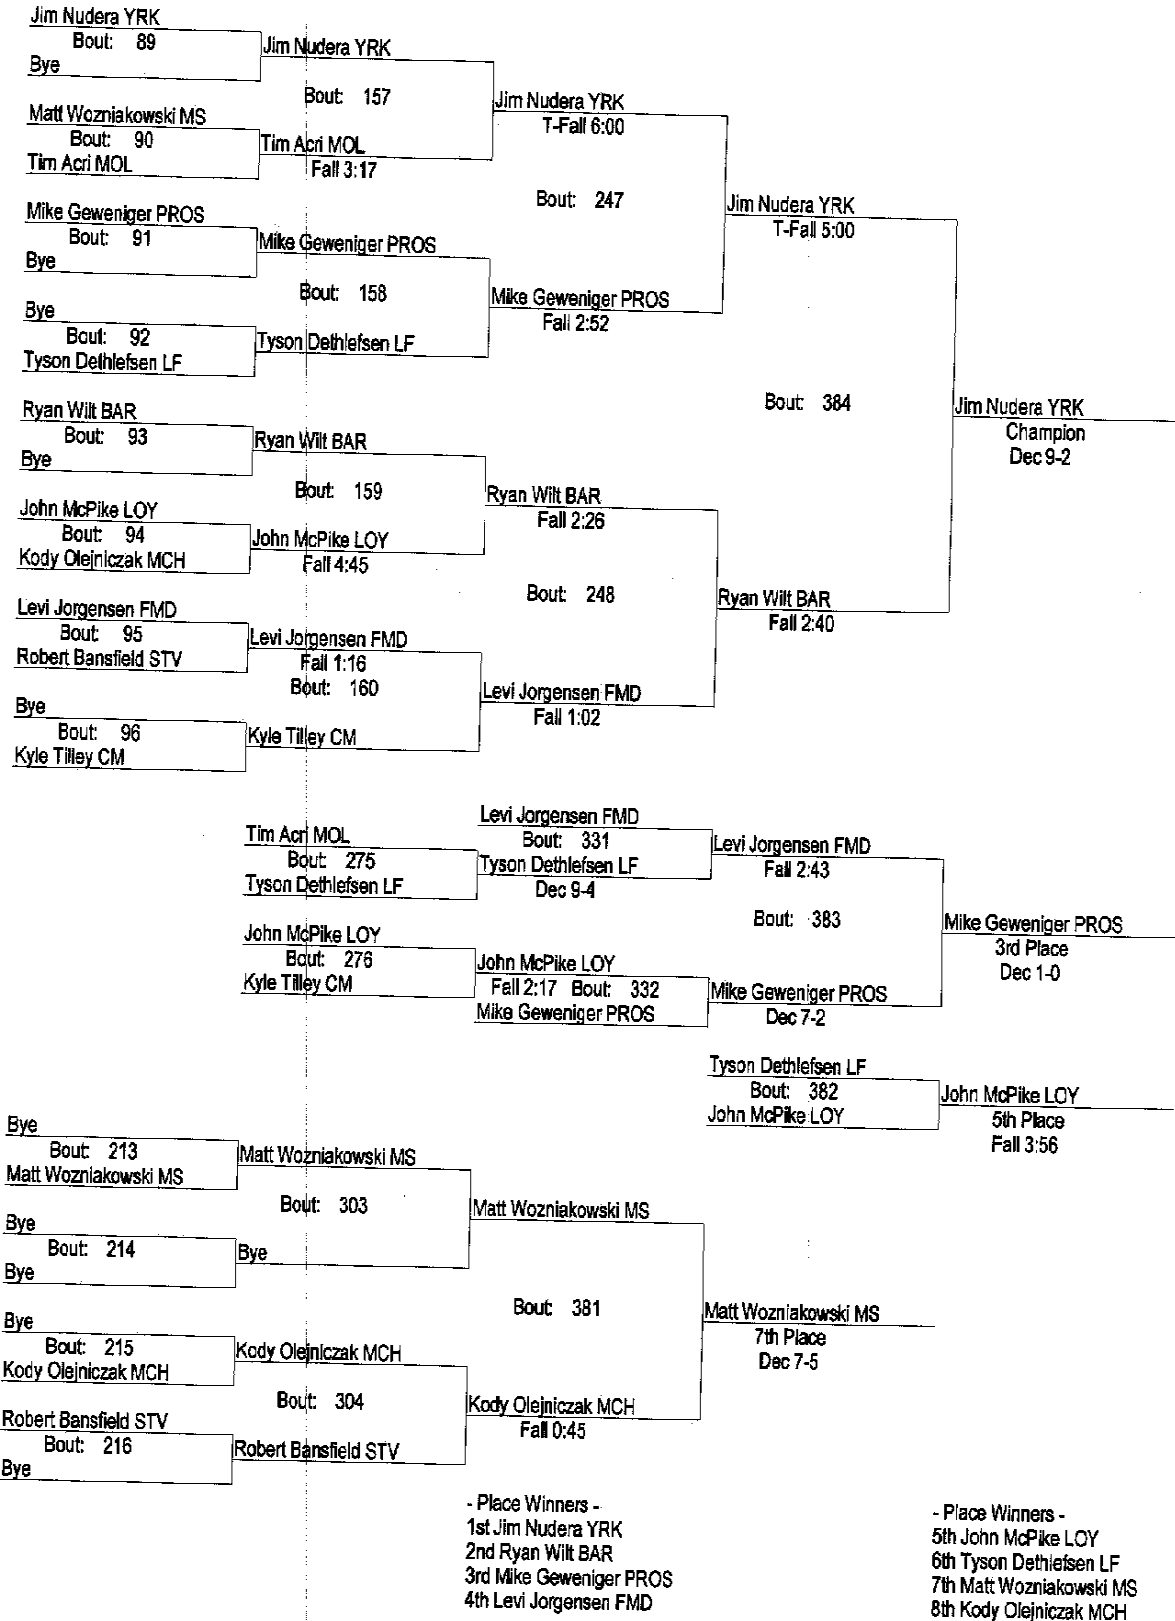 Jim Nudera YRK
Bout: 89
Bye
Jim Nudera YRK
Bout: 157
Matt Wozniakowski MS
Bout: 90
Tim Acri MOL
Tim Acri MOL
Fall 3:17
Jim Nudera YRK
T-Fall 6:00
Bout: 247
Mike Geweniger PROS
Bout: 91
Bye
Mike Geweniger PROS
Bout: 158
Bye
Bout: 92
Tyson Dethlefsen LF
Tyson Dethlefsen LF
Mike Geweniger PROS
Fall 2:52
Jim Nudera YRK
T-Fall 5:00
Bout: 384
Ryan Wilt BAR
Bout: 93
Bye
Ryan Wilt BAR
Bout: 159
John McPike LOY
Bout: 94
Kody Olejniczak MCH
John McPike LOY
Fall 4:45
Ryan Wilt BAR
Fall 2:26
Bout: 248
Levi Jorgensen FMD
Bout: 95
Robert Bansfield STV
Levi Jorgensen FMD
Fall 1:16
Bout: 160
Bye
Bout: 96
Kyle Tilley CM
Kyle Tilley CM
Levi Jorgensen FMD
Fall 1:02
Ryan Wilt BAR
Fall 2:40
Jim Nudera YRK
Champion
Dec 9-2
Tim Acri MOL
Bout: 275
Tyson Dethlefsen LF
Levi Jorgensen FMD
Bout: 331
Tyson Dethlefsen LF
Dec 9-4
Levi Jorgensen FMD
Fall 2:43
Bout: 383
John McPike LOY
Bout: 276
Kyle Tilley CM
John McPike LOY
Fall 2:17 Bout: 332
Mike Geweniger PROS
Mike Geweniger PROS
Dec 7-2
Mike Geweniger PROS
3rd Place
Dec 1-0
Tyson Dethlefsen LF
Bout: 382
John McPike LOY
John McPike LOY
5th Place
Fall 3:56
Bye
Bout: 213
Matt Wozniakowski MS
Matt Wozniakowski MS
Bout: 303
Bye
Bout: 214
Bye
Bye
Matt Wozniakowski MS
Bout: 381
Bye
Bout: 215
Kody Olejniczak MCH
Kody Olejniczak MCH
Bout: 304
Robert Bansfield STV
Bout: 216
Bye
Robert Bansfield STV
Kody Olejniczak MCH
Fall 0:45
Matt Wozniakowski MS
7th Place
Dec 7-5
- Place Winners -
1st Jim Nudera YRK
2nd Ryan Wilt BAR
3rd Mike Geweniger PROS
4th Levi Jorgensen FMD
- Place Winners -
5th John McPike LOY
6th Tyson Dethlefsen LF
7th Matt Wozniakowski MS
8th Kody Olejniczak MCH